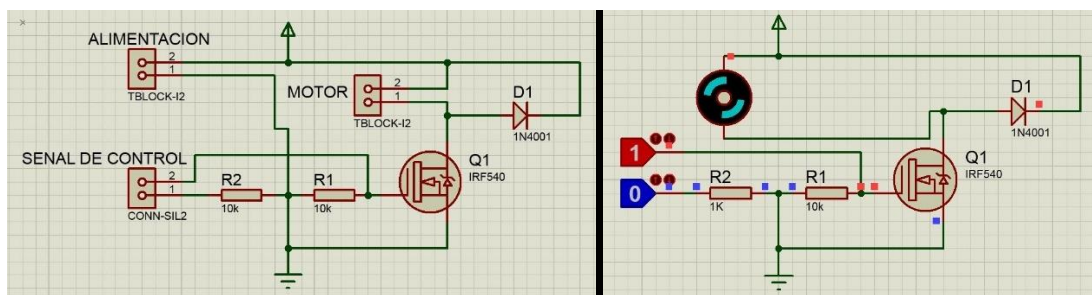 ALIMENTACION
2
1
TBLOCK-I2
MOTOR
2
1
TBLOCK-I2
D1
1N4001
SENAL DE CONTROL
2
1
CONN-SIL2
R2
10k
R1
10k
Q1
IRF540
D1
1N4001
1
0
R2
1K
R1
10k
Q1
IRF540